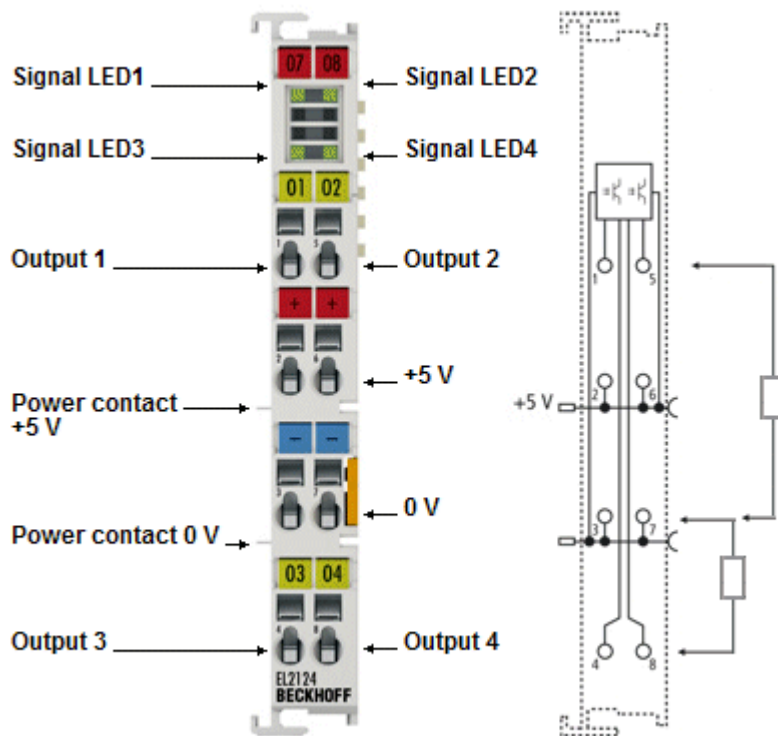 07 08
Signal LED1
Signal LED2
Signal LED3
Signal LED4
01 02
Output 1
1 5
Output 2
+ +
2 6
+5 V
Power contact
+5 V
- -
3 7
0 V
Power contact 0 V
03 04
Output 3
4 8
Output 4
EL2124
BECKHOFF
1 5
+5 V
2 6
3 7
4 8